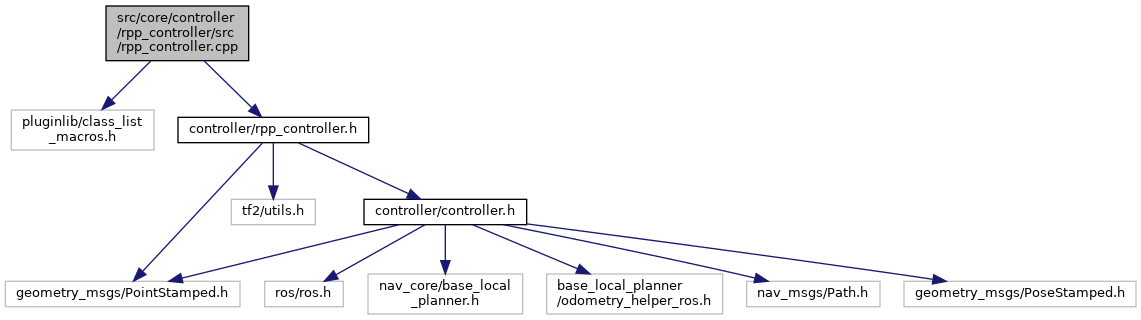 src/core/controller
/rpp_controller/src
/rpp_controller.cpp
pluginlib/class_list
_macros.h
controller/rpp_controller.h
tf2/utils.h
controller/controller.h
geometry_msgs/PointStamped.h
ros/ros.h
nav_core/base_local
_planner.h
base_local_planner
/odometry_helper_ros.h
nav_msgs/Path.h
geometry_msgs/PoseStamped.h